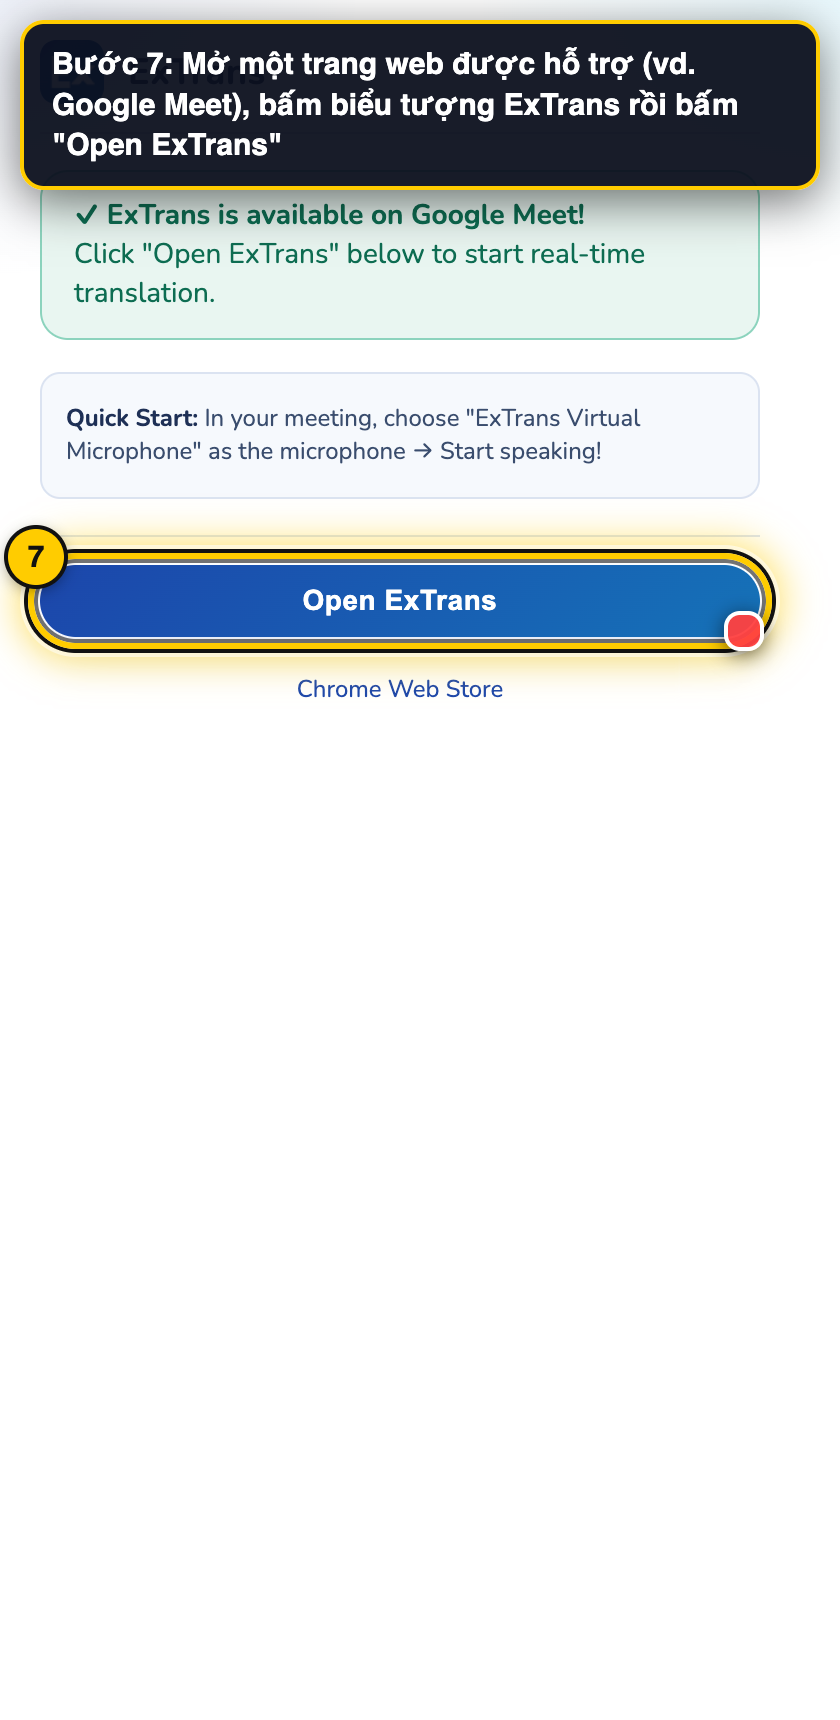 Bước 7: Mở một trang web được hỗ trợ (vd.
Google Meet), bấm biểu tượng ExTrans rồi bấm
"Open ExTrans"
✓ ExTrans is available on Google Meet!
Click "Open ExTrans" below to start real-time
translation.
Quick Start: In your meeting, choose "ExTrans Virtual
Microphone" as the microphone → Start speaking!
7
Open ExTrans
Chrome Web Store